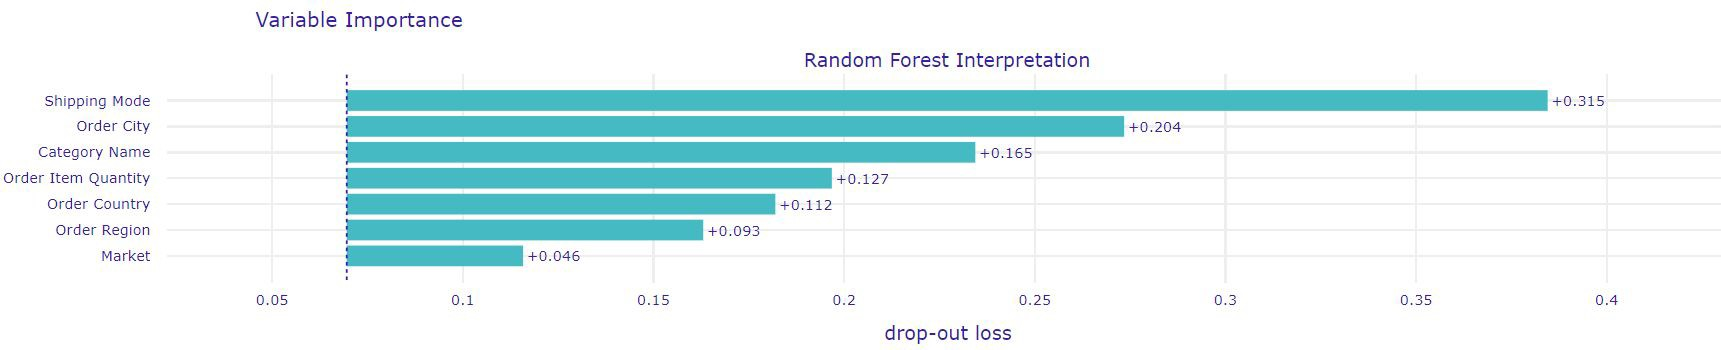 Variable Importance
Random Forest Interpretation
Shipping Mode +0.315
Order City +0.204
Category Name +0.165
Order Item Quantity +0.127
Order Country +0.112
Order Region +0.093
Market +0.046
0.05 0.1 0.15 0.2 0.25 0.3 0.35 0.4
drop-out loss